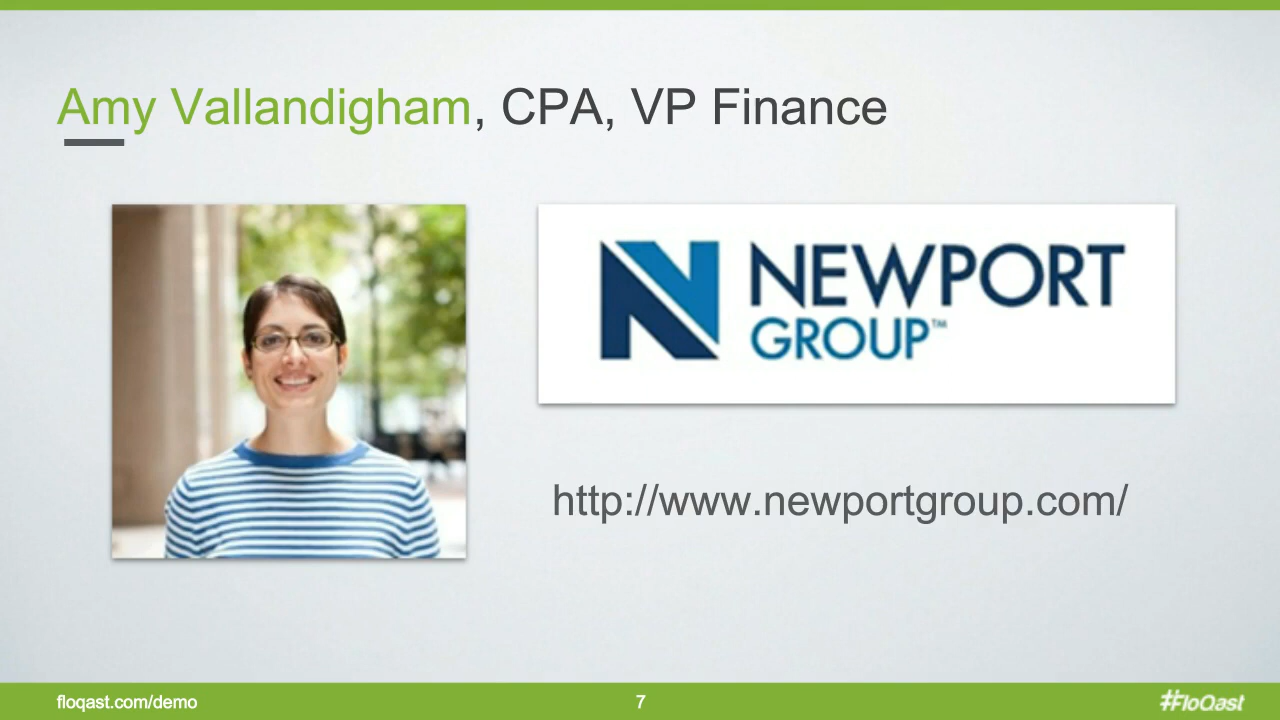 Amy Vallandigham, CPA, VP Finance
NEWPORT
GROUP™
http://www.newportgroup.com/
floqast.com/demo
7
#FloQast